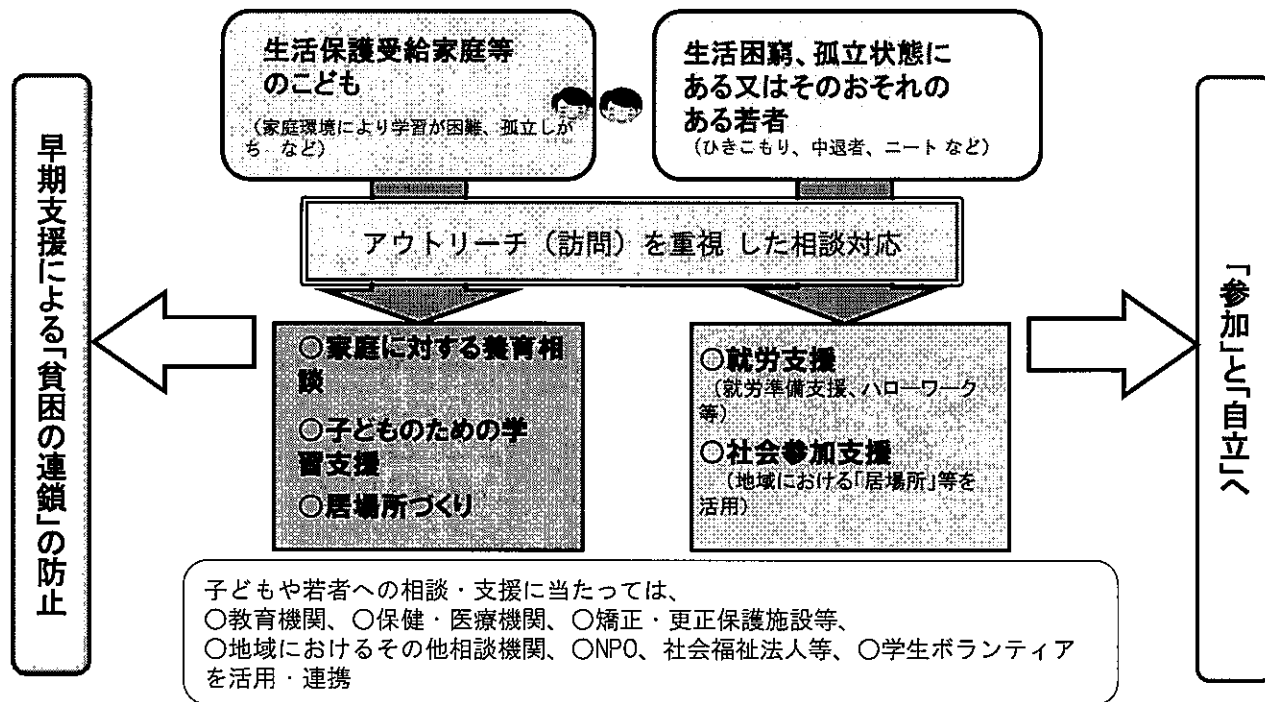 生活保護受給家庭等
のこども
（家庭環境により学習が困難、孤立しが
ち など）
生活困窮、孤立状態に
ある又はそのおそれの
ある若者
（ひきこもり、中退者、ニート など）
アウトリーチ（訪問）を重視 した相談対応
早期支援による「貧困の連鎖」の防止
○家庭に対する養育相
談
○子どものための学
習支援
○居場所づくり
○就労支援
（就労準備支援、ハローワーク
等）
○社会参加支援
（地域における「居場所」等を
活用）
「参加」と「自立」へ
子どもや若者への相談・支援に当たっては、
○教育機関、○保健・医療機関、○矯正・更正保護施設等、
○地域におけるその他相談機関、○NPO、社会福祉法人等、○学生ボランティア
を活用・連携